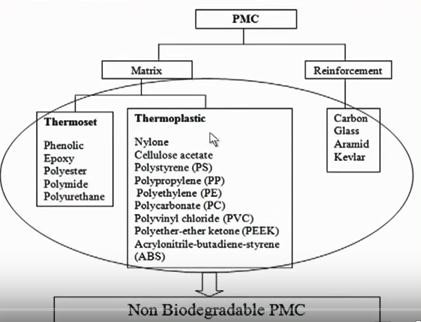 PMC
Matrix
Reinforcement
Thermoset
Phenolic
Epoxy
Polyester
Polymide
Polyurethane
Thermoplastic
Nylone
Cellulose acetate
Polystyrene (PS)
Polypropylene (PP)
Polyethylene (PE)
Polycarbonate (PC)
Polyvinyl chloride (PVC)
Polyether-ether ketone (PEEK)
Acrylonitrile-butadiene-styrene
(ABS)
Carbon
Glass
Aramid
Kevlar
Non Biodegradable PMC